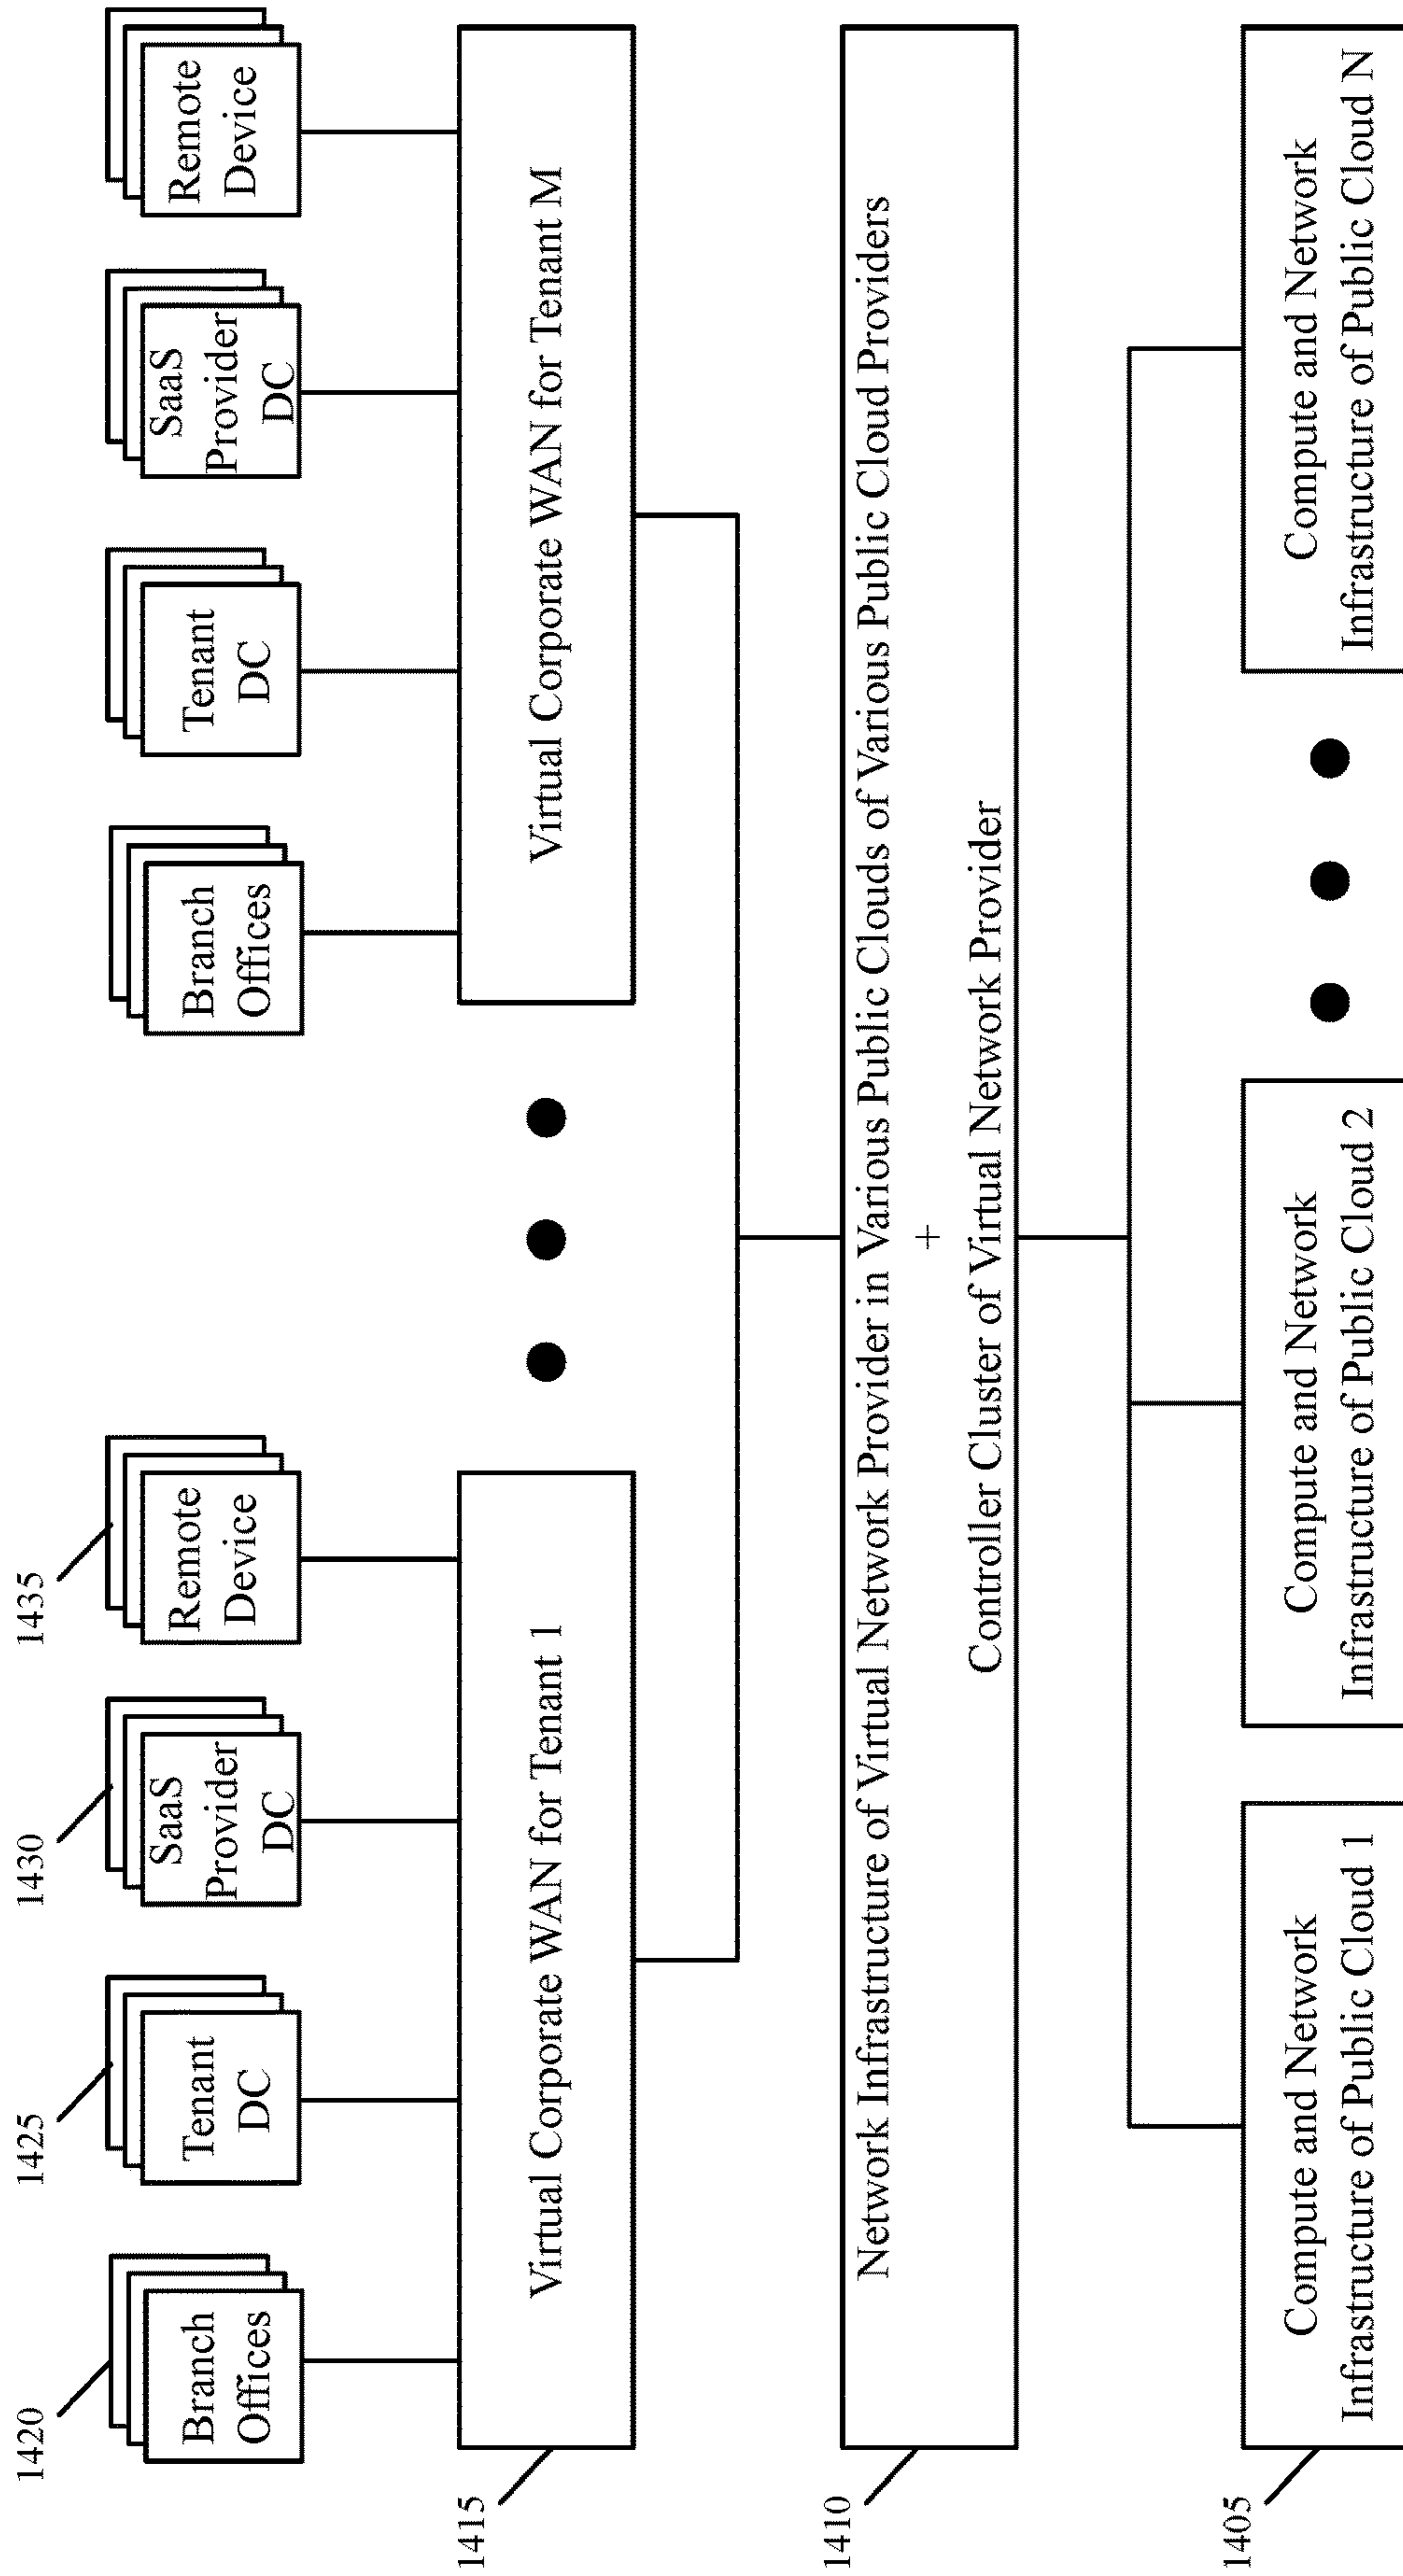 1420
1425
1430
1435
Branch
Offices
Tenant
DC
SaaS
Provider
DC
Remote
Device
Branch
Offices
Tenant
DC
SaaS
Provider
DC
Remote
Device
1415
Virtual Corporate WAN for Tenant 1
Virtual Corporate WAN for Tenant M
1410
Network Infrastructure of Virtual Network Provider in Various Public Clouds of Various Public Cloud Providers
+
Controller Cluster of Virtual Network Provider
1405
Compute and Network
Infrastructure of Public Cloud 1
Compute and Network
Infrastructure of Public Cloud 2
Compute and Network
Infrastructure of Public Cloud N